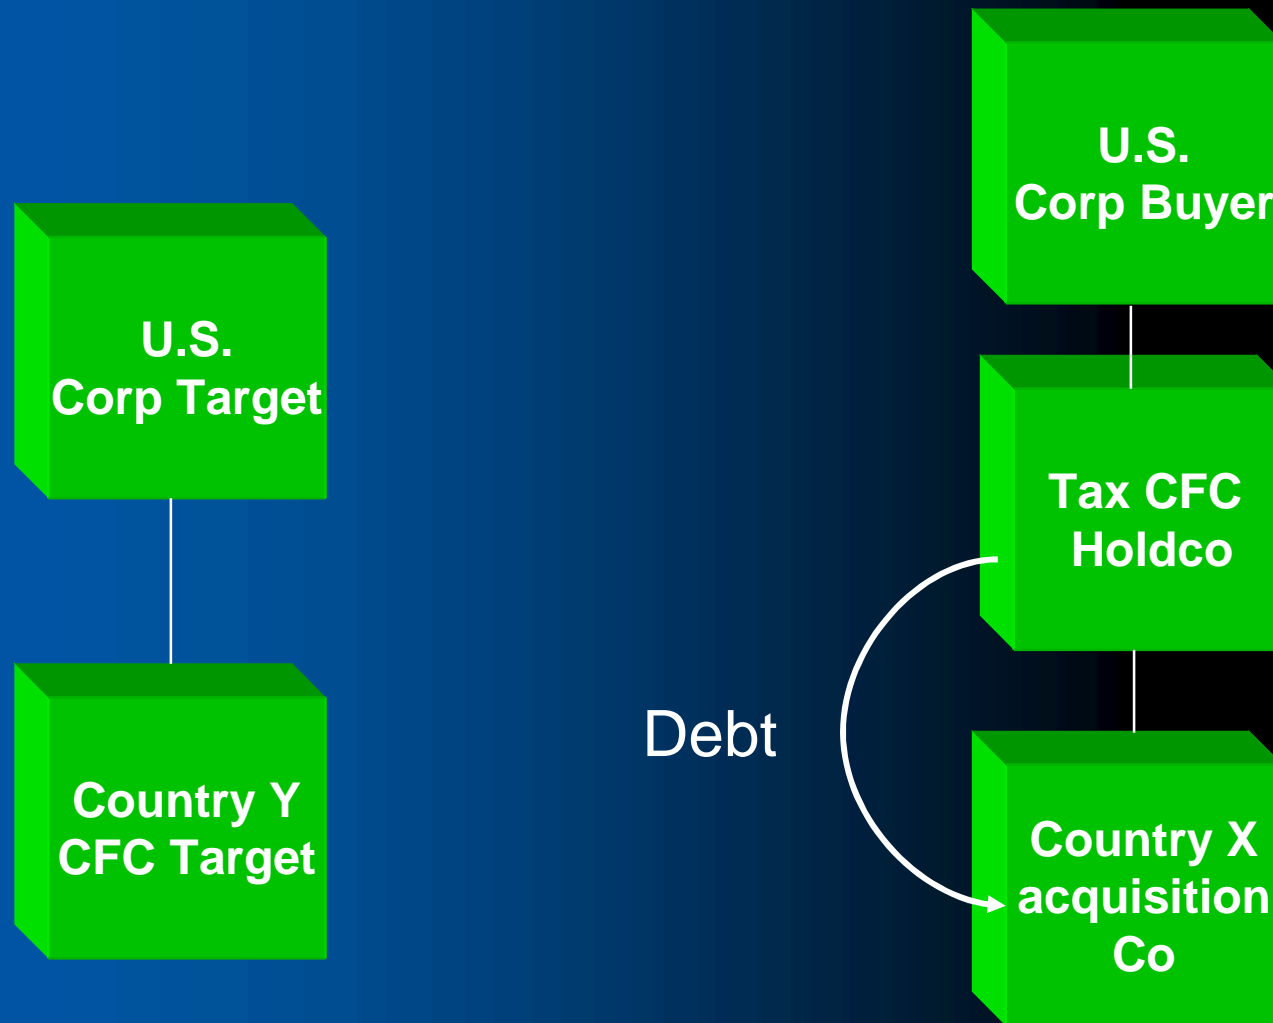 U.S.
Corp Target
Country Y
CFC Target
Debt
U.S.
Corp Buyer
Tax CFC
Holdco
Country X
acquisition
Co